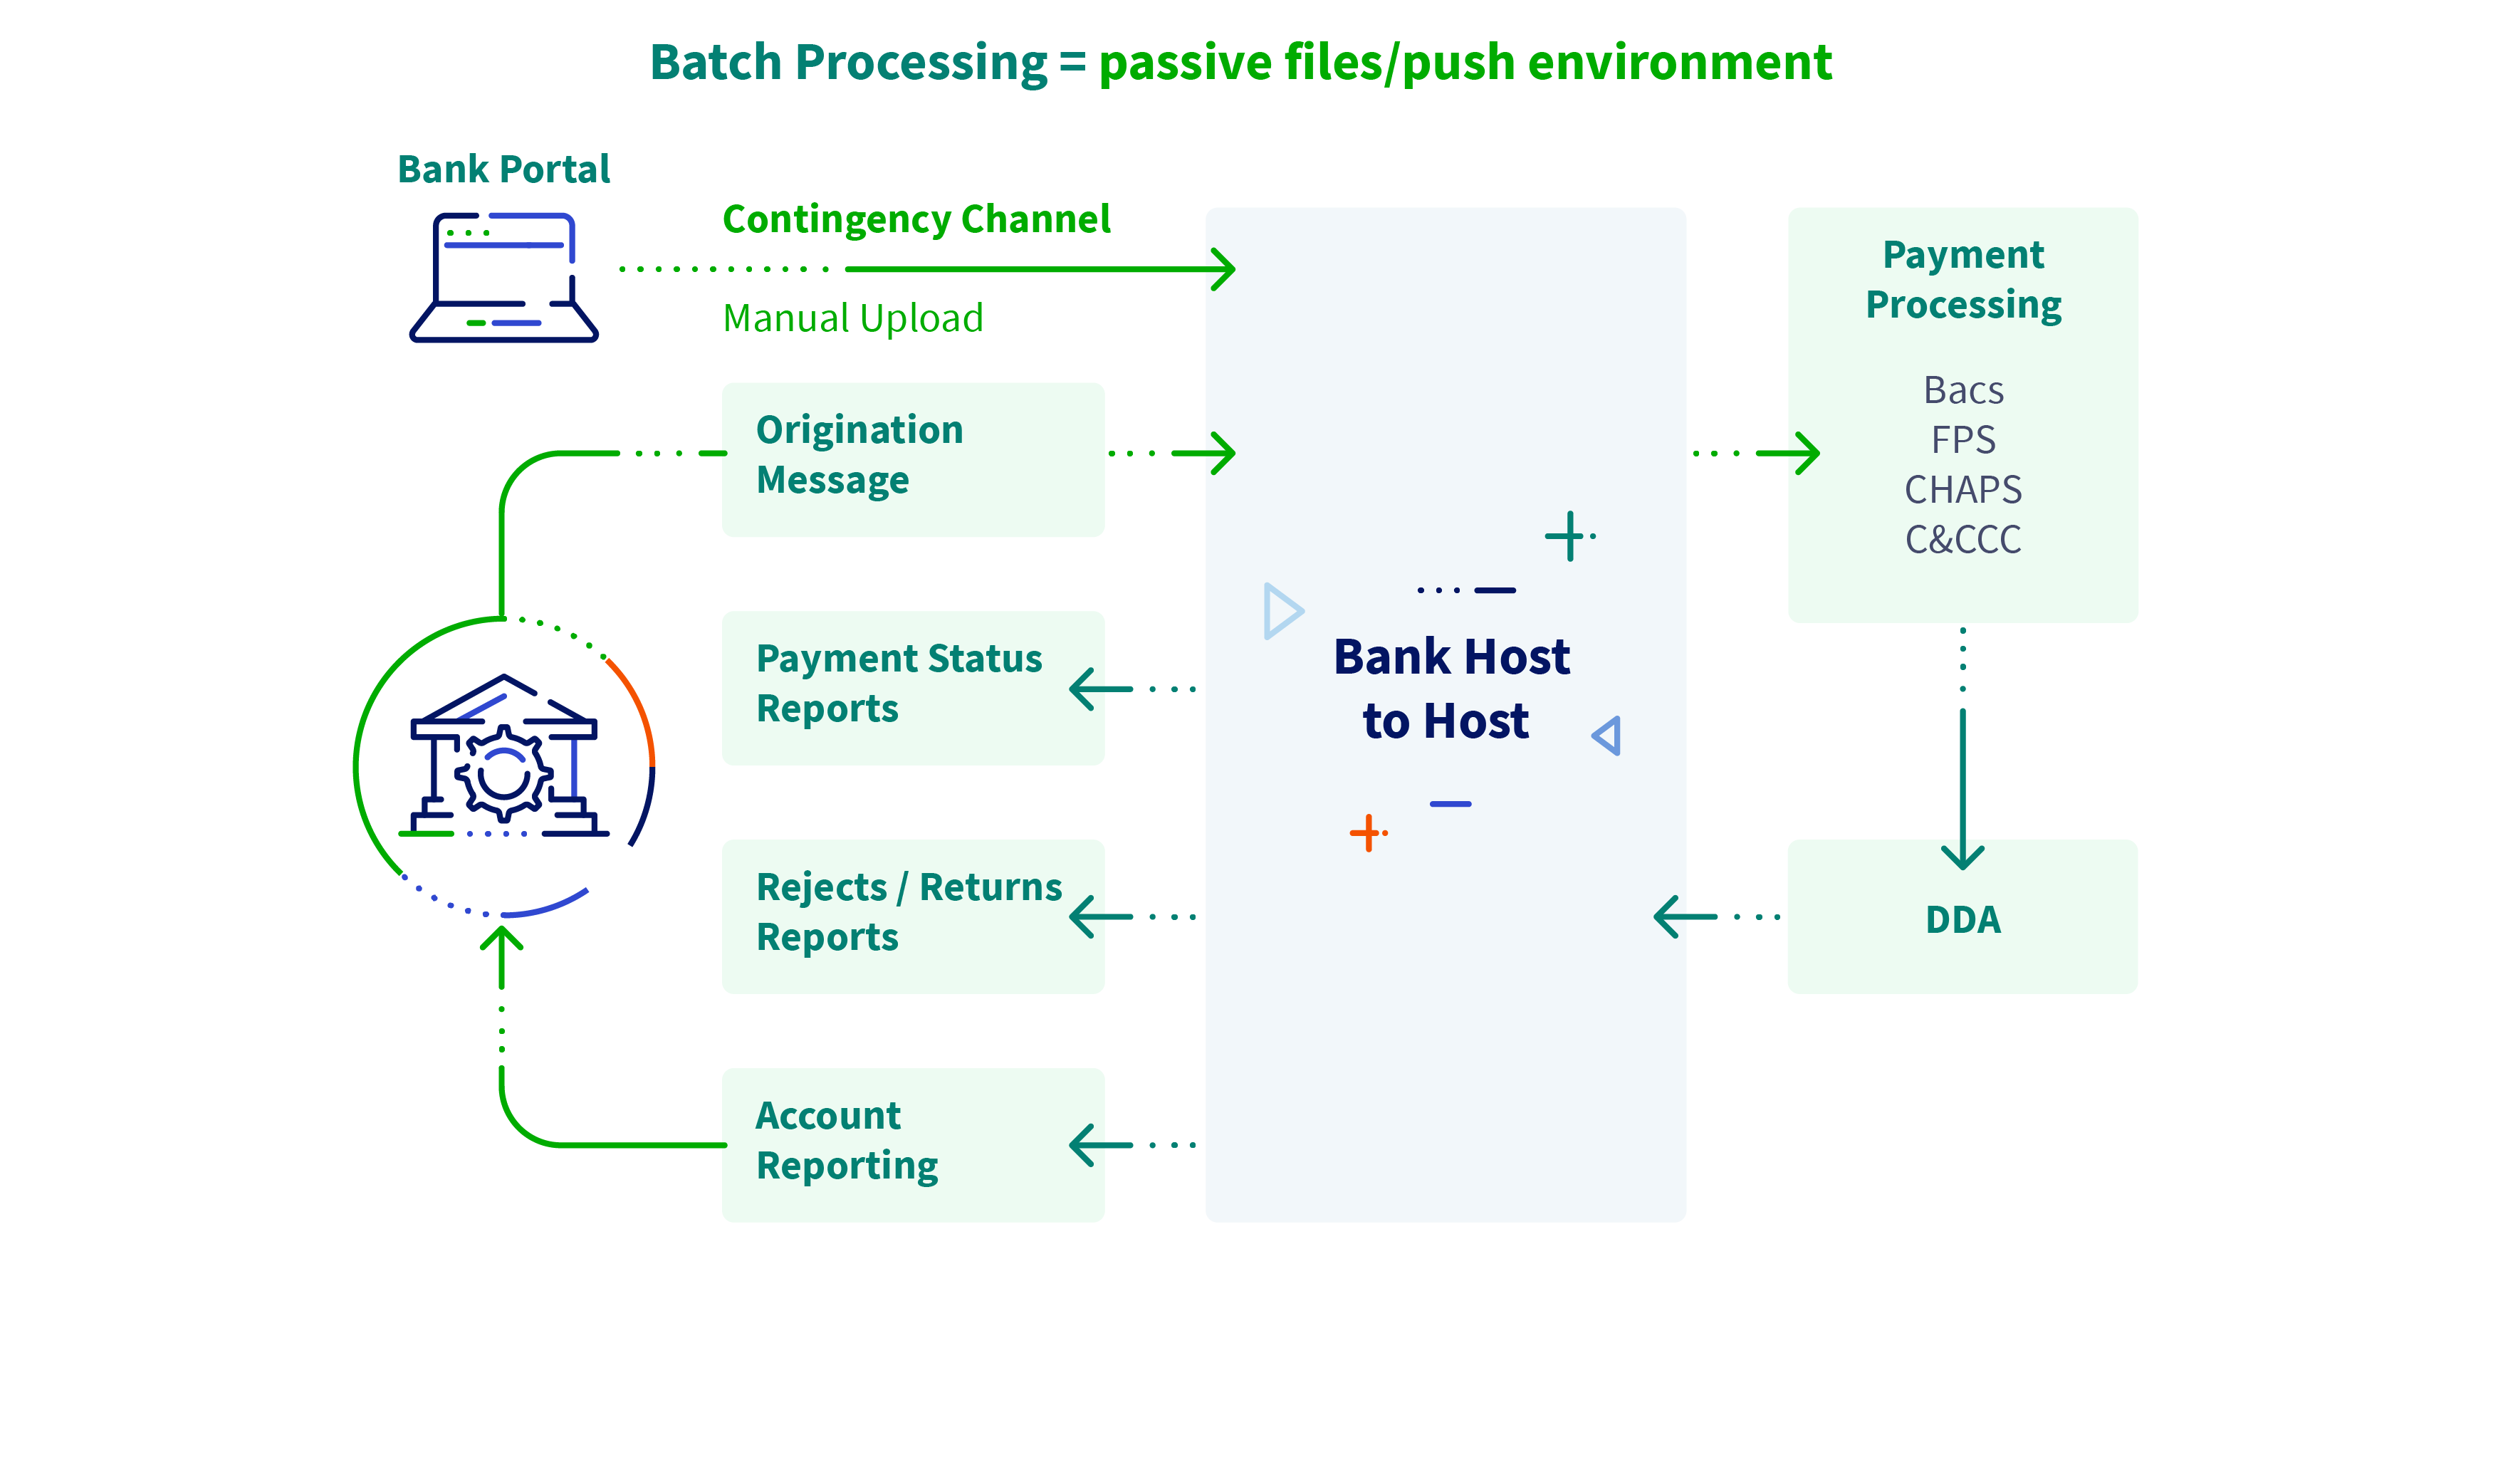 Batch Processing = passive files/push environment
Bank Portal
Contingency Channel
Manual Upload
Origination
Message
Payment Status
Reports
Rejects / Returns
Reports
Account
Reporting
Bank Host
to Host
Payment
Processing
Bacs
FPS
CHAPS
C&CCC
DDA